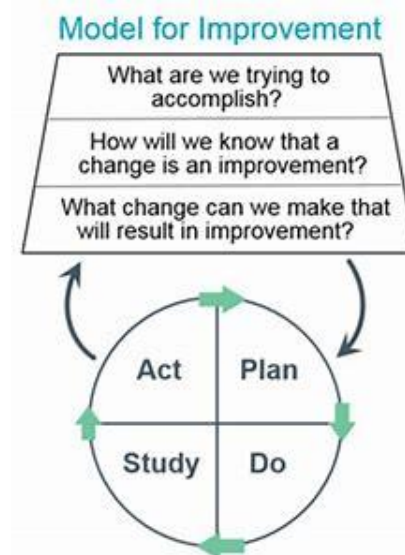 Model for Improvement
What are we trying to
accomplish?
How will we know that a
change is an improvement?
What change can we make that
will result in improvement?
Act
Plan
Study
Do